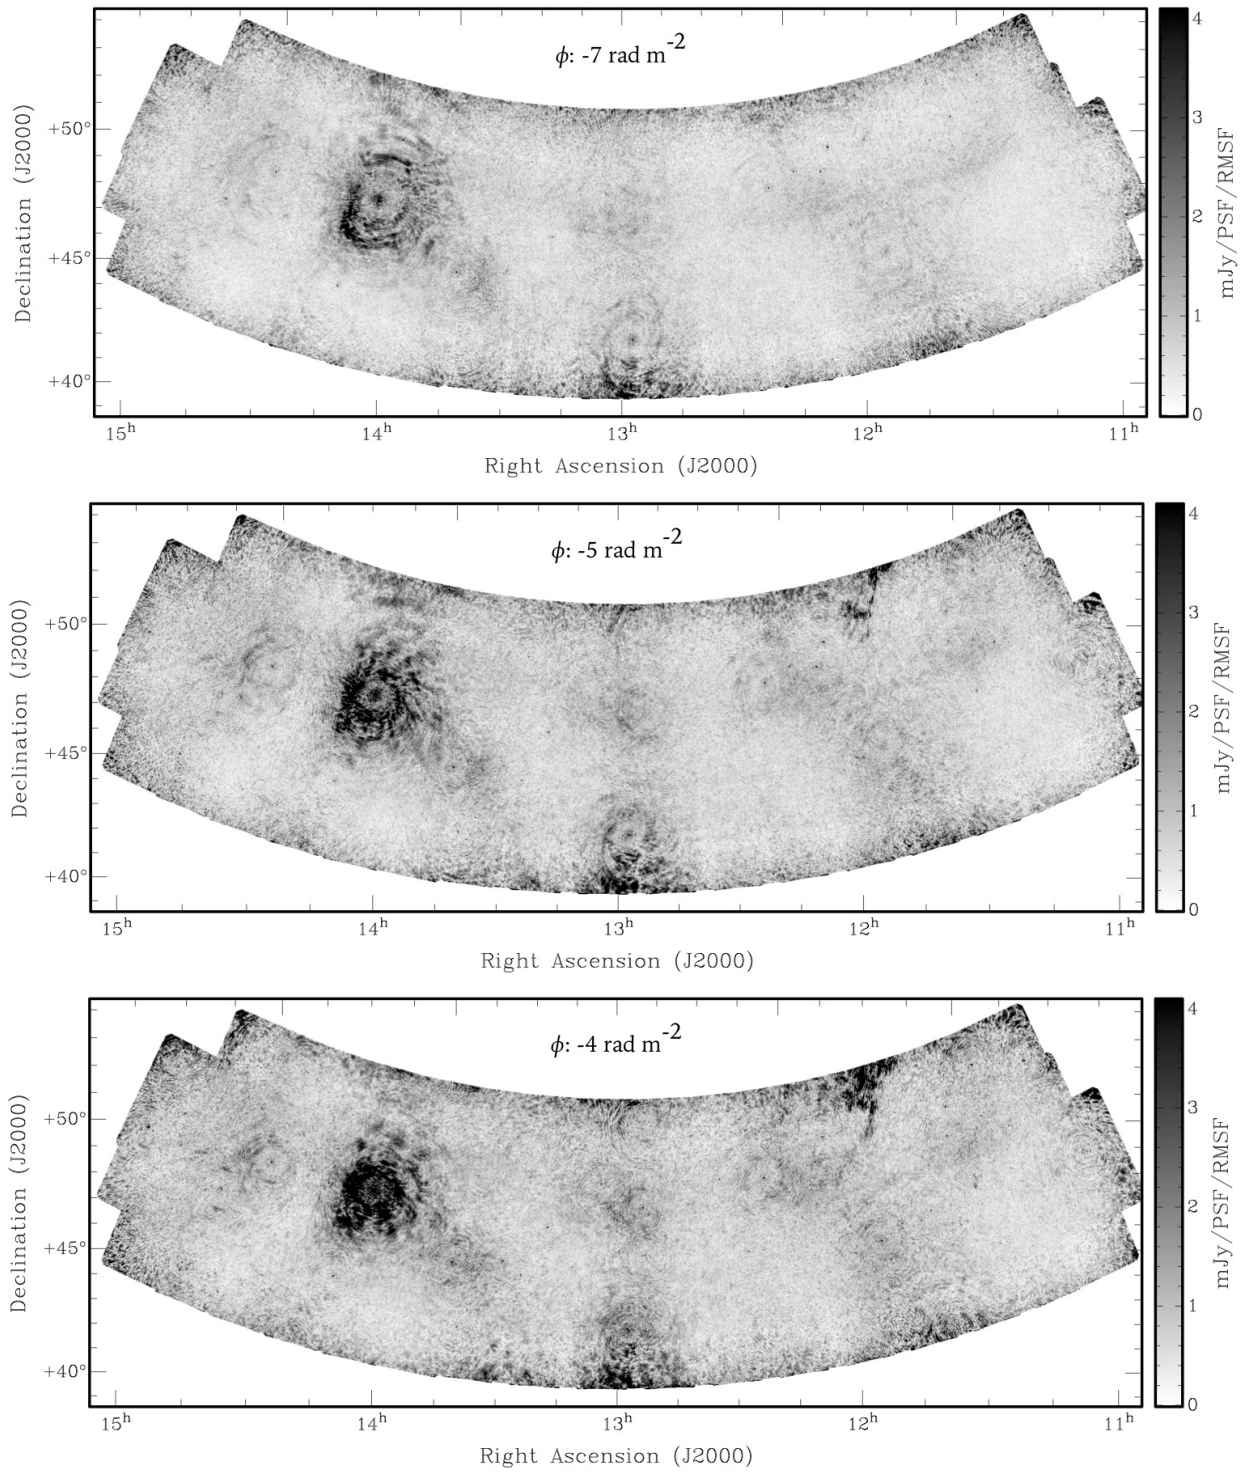 ϕ: -7 rad m-2
4
3
2
1
0
mJy/PSF/RMSF
+50°
+45°
+40°
Declination (J2000)
15h 14h 13h 12h 11h
Right Ascension (J2000)
ϕ: -5 rad m-2
4
3
2
1
0
mJy/PSF/RMSF
+50°
+45°
+40°
Declination (J2000)
15h 14h 13h 12h 11h
Right Ascension (J2000)
ϕ: -4 rad m-2
4
3
2
1
0
mJy/PSF/RMSF
+50°
+45°
+40°
Declination (J2000)
15h 14h 13h 12h 11h
Right Ascension (J2000)